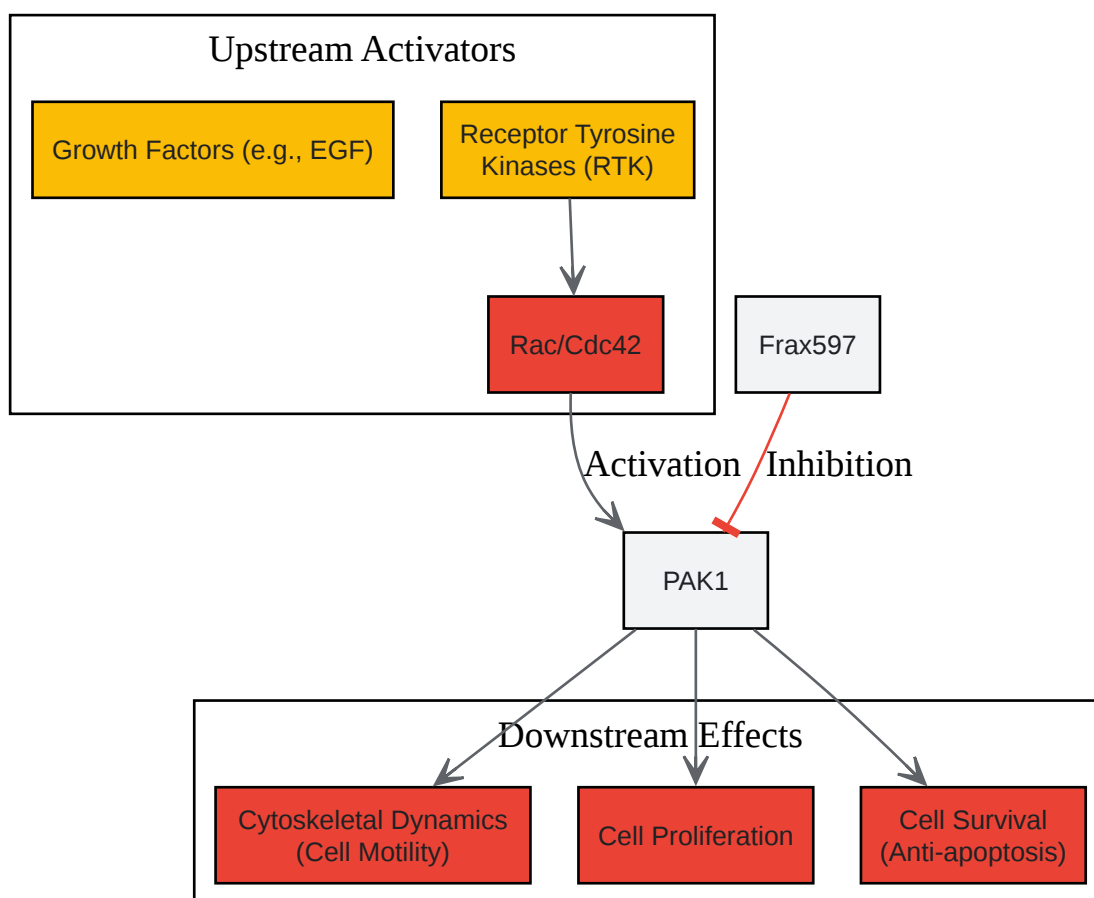 Upstream Activators
Growth Factors (e.g., EGF)
Receptor Tyrosine
Kinases (RTK)
Rac/Cdc42
Frax597
Activation
Inhibition
PAK1
Downstream Effects
Cytoskeletal Dynamics
(Cell Motility)
Cell Proliferation
Cell Survival
(Anti-apoptosis)